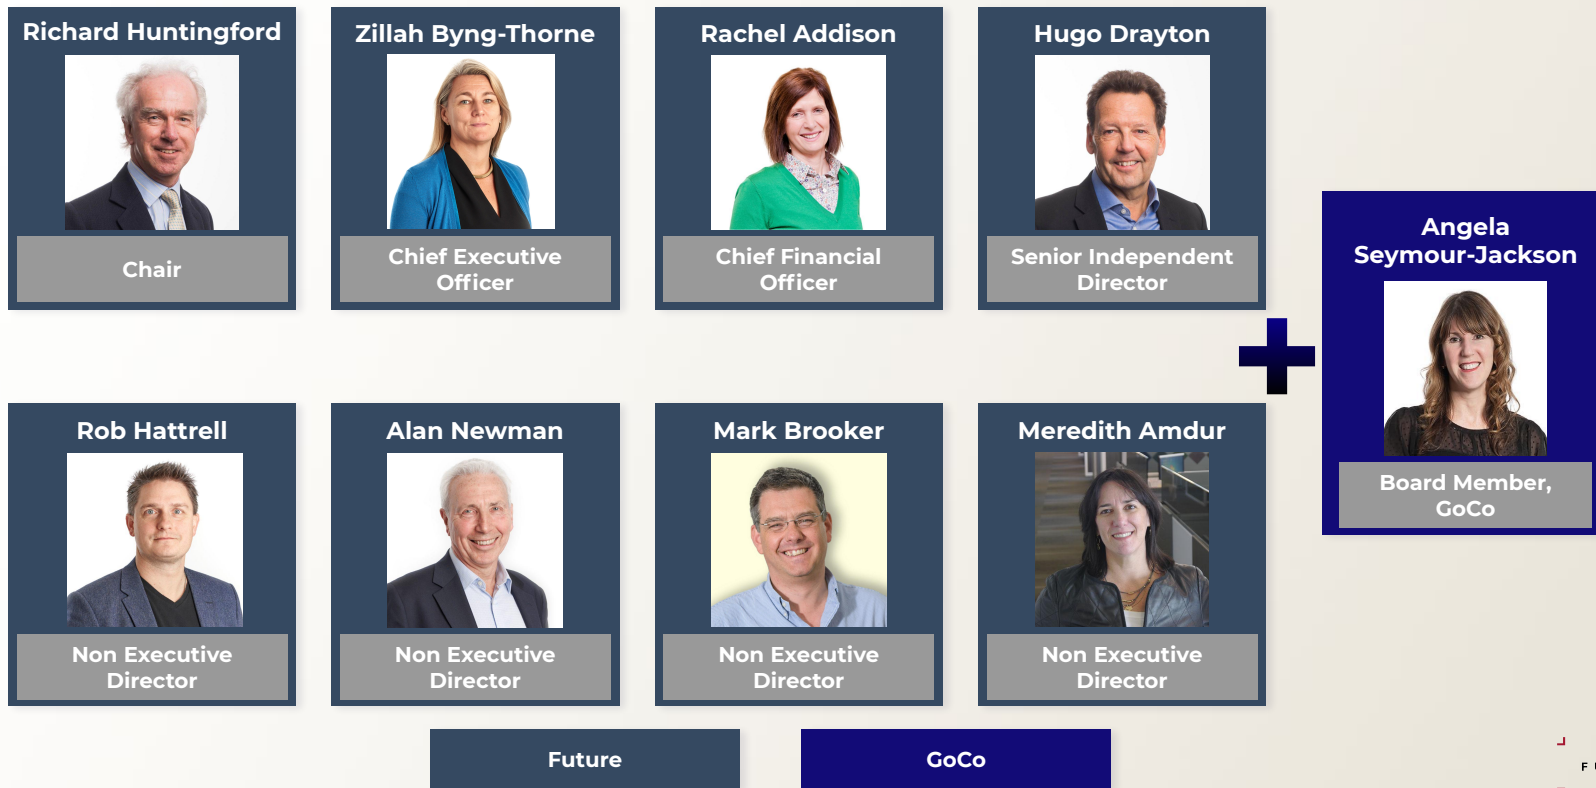 Richard Huntingford
Zillah Byng-Thorne
Rachel Addison
Hugo Drayton
Chair
Chief Executive
Officer
Chief Financial
Officer
Senior Independent
Director
Angela
Seymour-Jackson
Board Member,
GoCo
Rob Hattrell
Alan Newman
Mark Brooker
Meredith Amdur
Non Executive
Director
Non Executive
Director
Non Executive
Director
Non Executive
Director
Future
GoCo